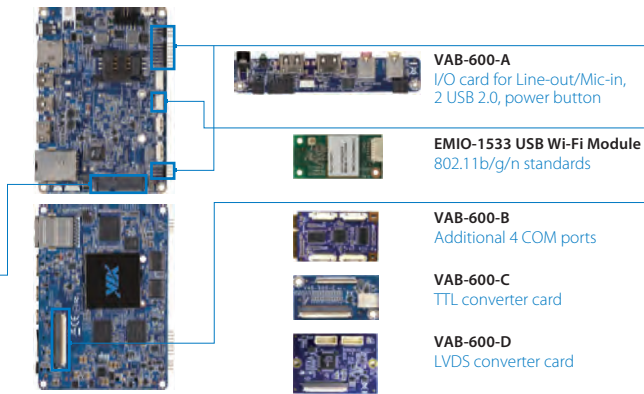 VAB-600-A
I/O card for Line-out/Mic-in,
2 USB 2.0, power button
EMIO-1533 USB Wi-Fi Module
802.11b/g/n standards
VAB-600-B
Additional 4 COM ports
VAB-600-C
TTL converter card
VAB-600-D
LVDS converter card
VIA